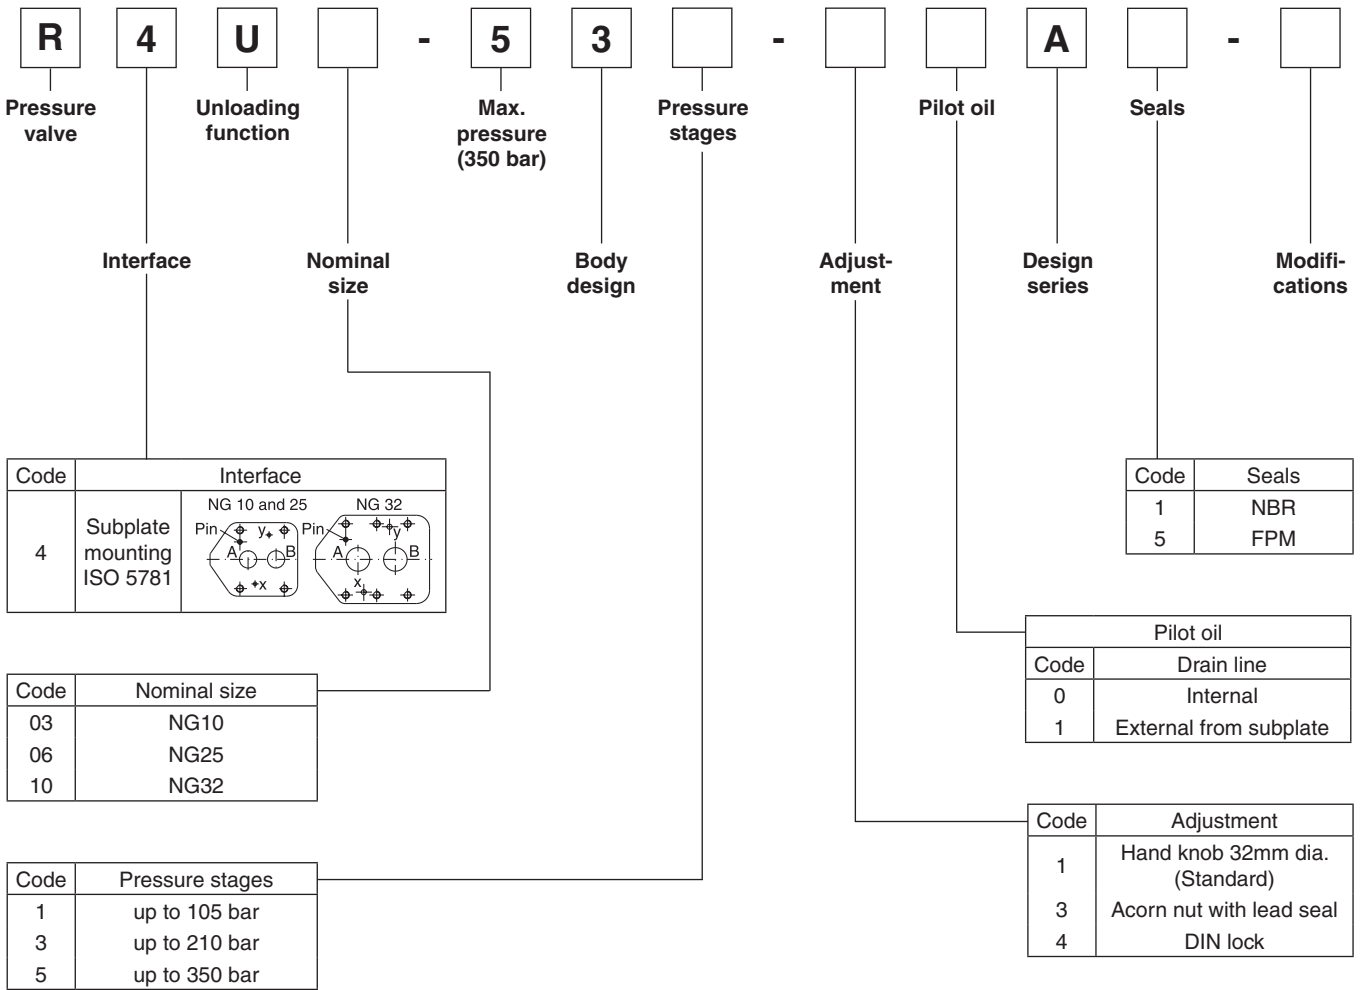 R 4 U - 5 3 - A -
Pressure
valve
Unloading
function
Max.
pressure
(350 bar)
Pressure
stages
Pilot oil
Seals
Interface
Nominal
size
Body
design
Adjust-
ment
Design
series
Modifi-
cations
Code Interface
4
Subplate
mounting
ISO 5781
NG 10 and 25
Pin
y
A
B
x
NG 32
Pin
y
A
B
x
Code Seals
1 NBR
5 FPM
Pilot oil
Code Drain line
0 Internal
1 External from subplate
Code Nominal size
03 NG10
06 NG25
10 NG32
Code Adjustment
1 Hand knob 32mm dia.
(Standard)
3 Acorn nut with lead seal
4 DIN lock
Code Pressure stages
1 up to 105 bar
3 up to 210 bar
5 up to 350 bar